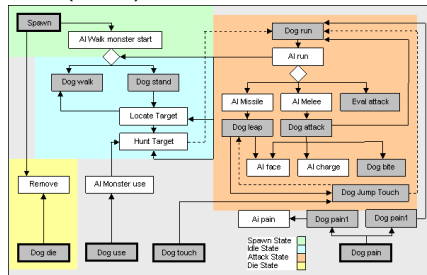 Spawn
AI Walk monster start
Dog run
AI run
Dog walk
Dog stand
Locate Target
Hunt Target
AI Missile
AI Melee
Eval attack
Dog leap
Dog attack
AI face
AI charge
Dog bite
Remove
AI Monster use
Dog Jump Touch
AI pain
Dog pain1
Dog pain1
Dog die
Dog use
Dog touch
Dog pain
Spawn State
Idle State
Attack State
Die State